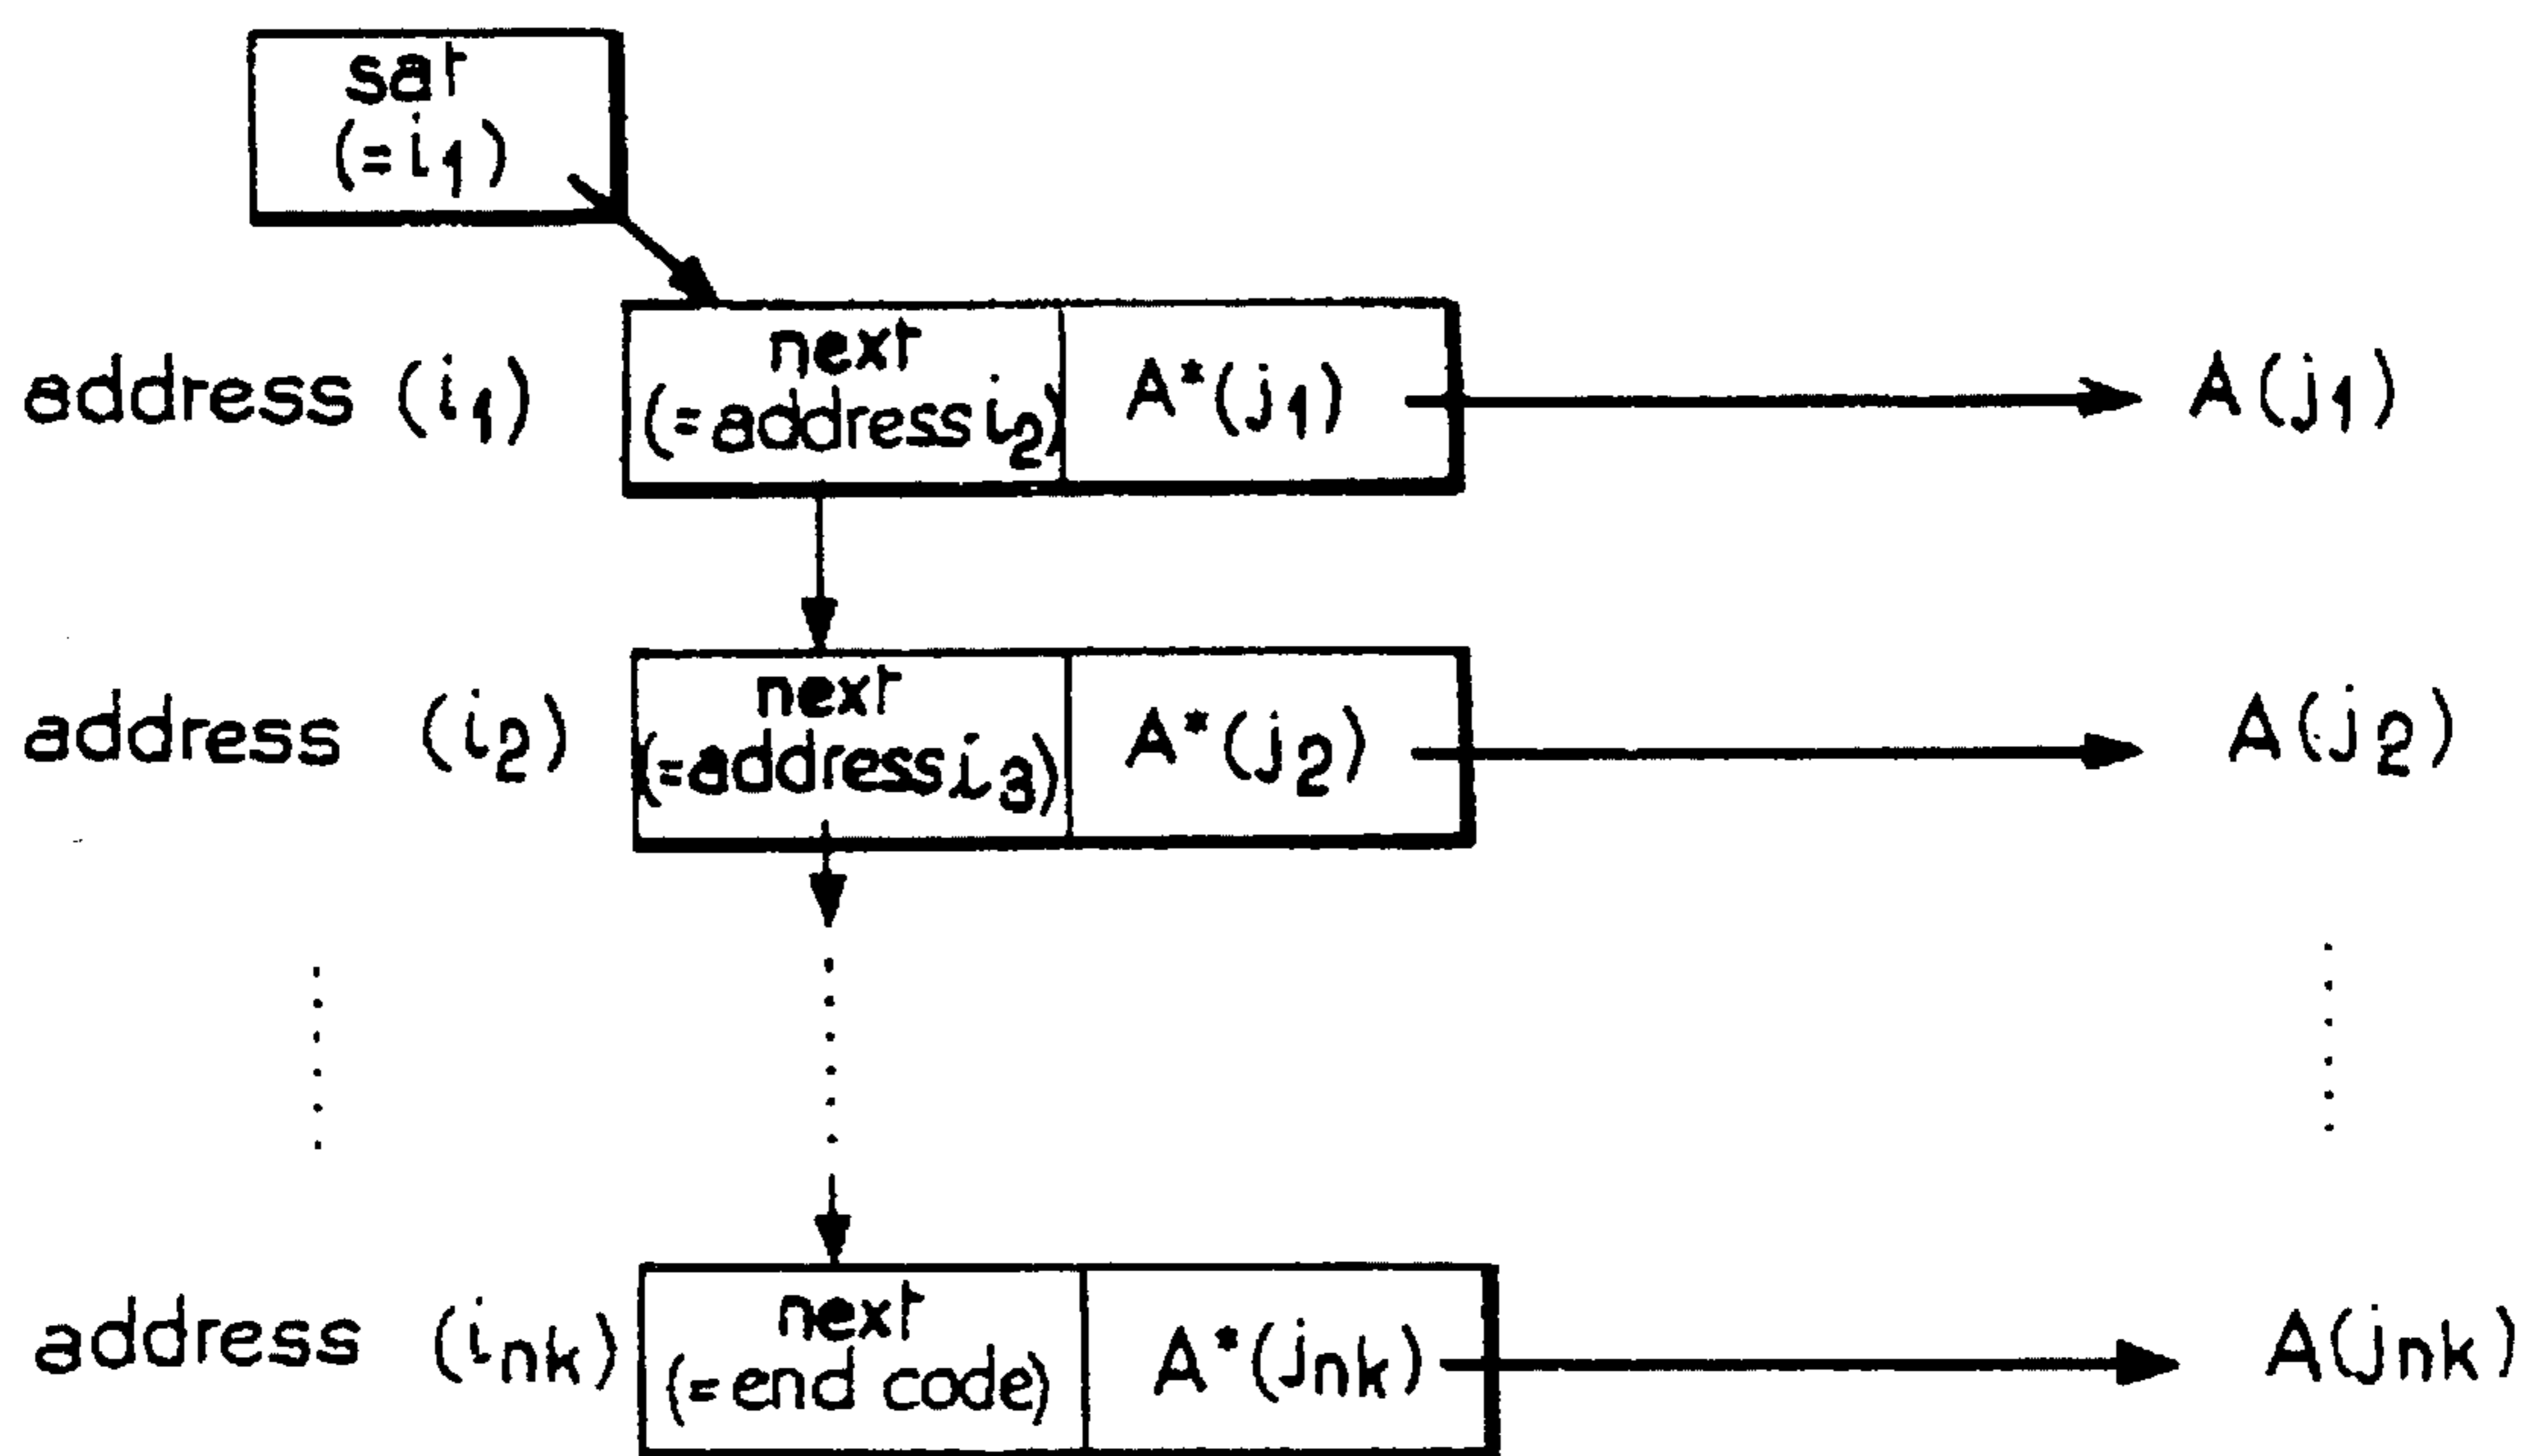 sat
(=i1)
address (i1)
next
(=address i2)
A*(j1)
A(j1)
address (i2)
next
(=address i3)
A*(j2)
A(j2)
address (ink)
next
(=end code)
A*(jnk)
A(jnk)